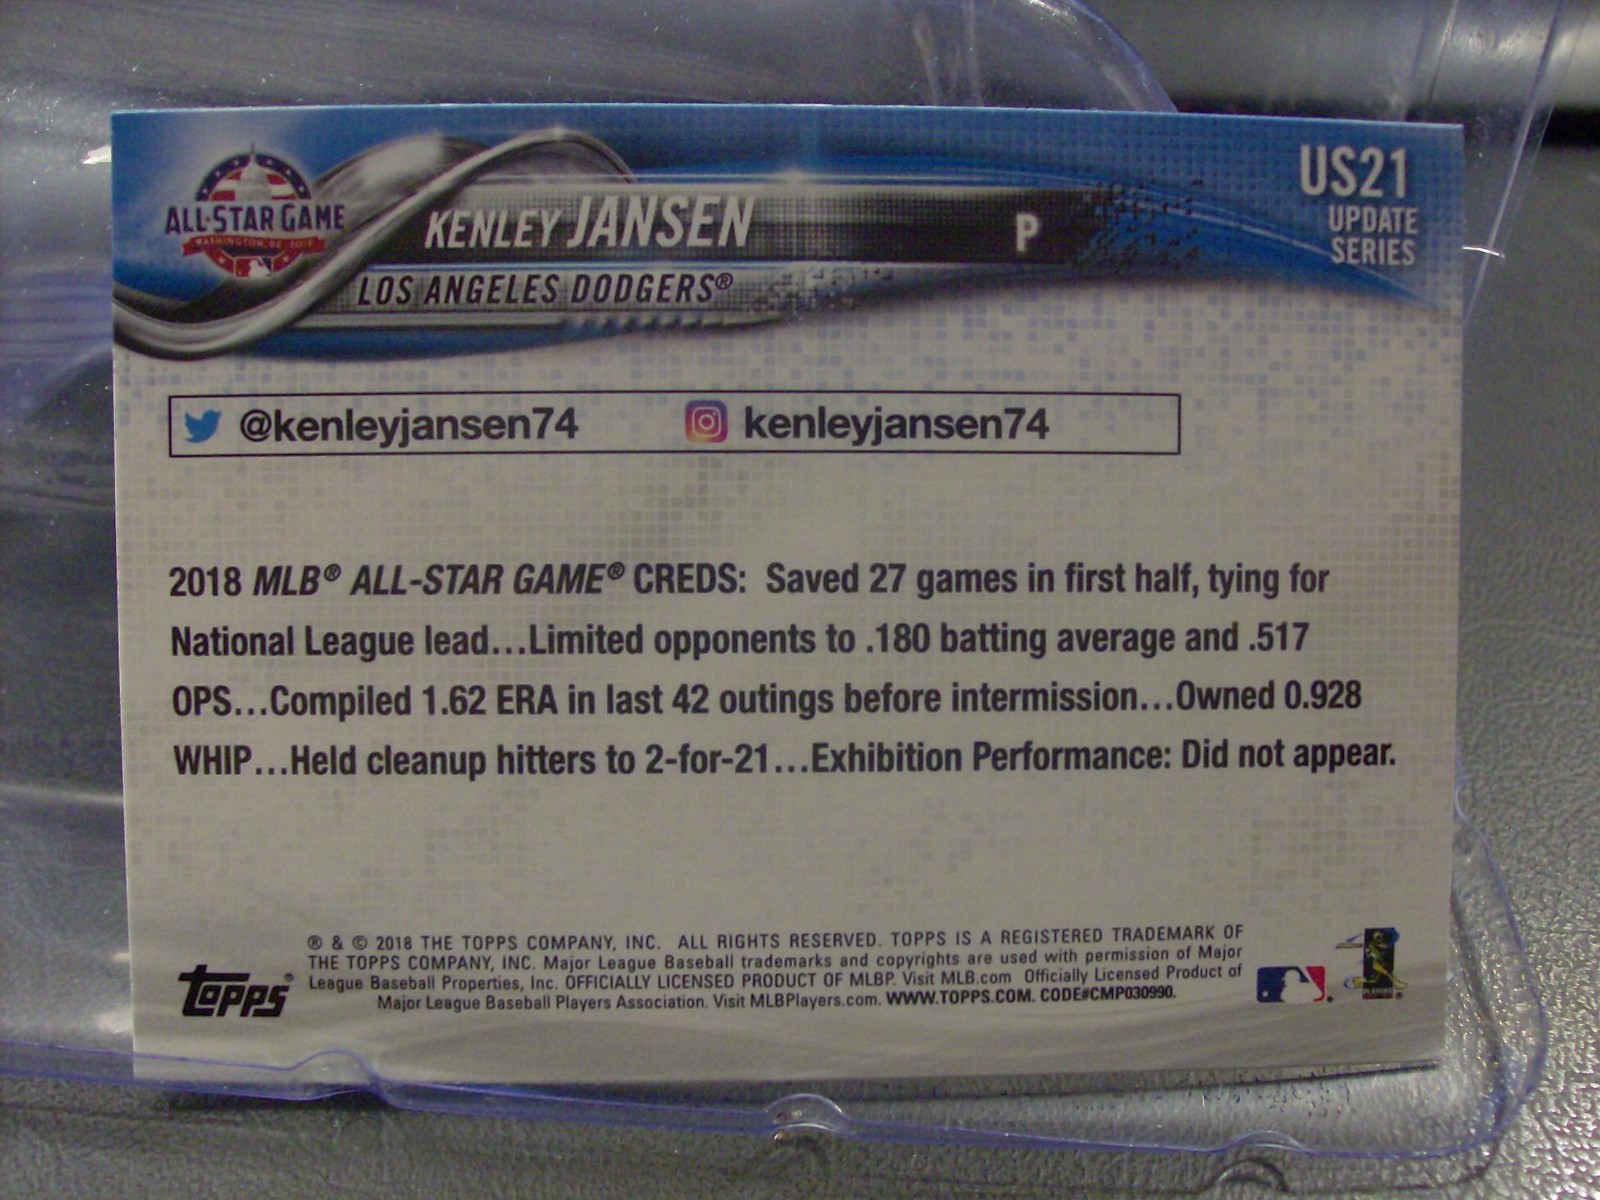 ALL-STAR GAME
WASHINGTON, DC 2018
KENLEY JANSEN
P
LOS ANGELES DODGERS®
US21
UPDATE
SERIES
@kenleyjansen74 kenleyjansen74
2018 MLB® ALL-STAR GAME® CREDS: Saved 27 games in first half, tying for
National League lead...Limited opponents to .180 batting average and .517
OPS...Compiled 1.62 ERA in last 42 outings before intermission...Owned 0.928
WHIP...Held cleanup hitters to 2-for-21...Exhibition Performance: Did not appear.
® & © 2018 THE TOPPS COMPANY, INC. ALL RIGHTS RESERVED. TOPPS IS A REGISTERED TRADEMARK OF
THE TOPPS COMPANY, INC. Major League Baseball trademarks and copyrights are used with permission of Major
League Baseball Properties, Inc. OFFICIALLY LICENSED PRODUCT OF MLBP. Visit MLB.com Officially Licensed Product of
Major League Baseball Players Association. Visit MLBPlayers.com. WWW.TOPPS.COM. CODE#CMP030990.
topps®
PLAYERS